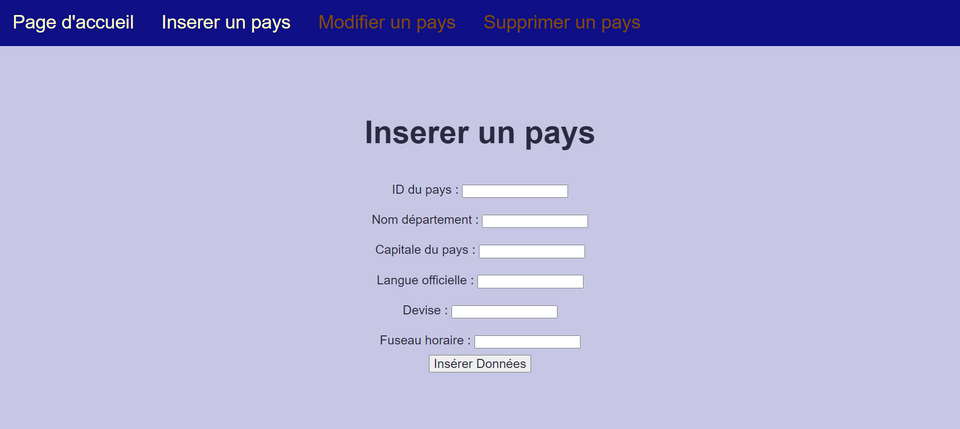 Page d'accueil Inserer un pays Modifier un pays Supprimer un pays
Inserer un pays
ID du pays :
Nom département :
Capitale du pays :
Langue officielle :
Devise :
Fuseau horaire :
Insérer Données